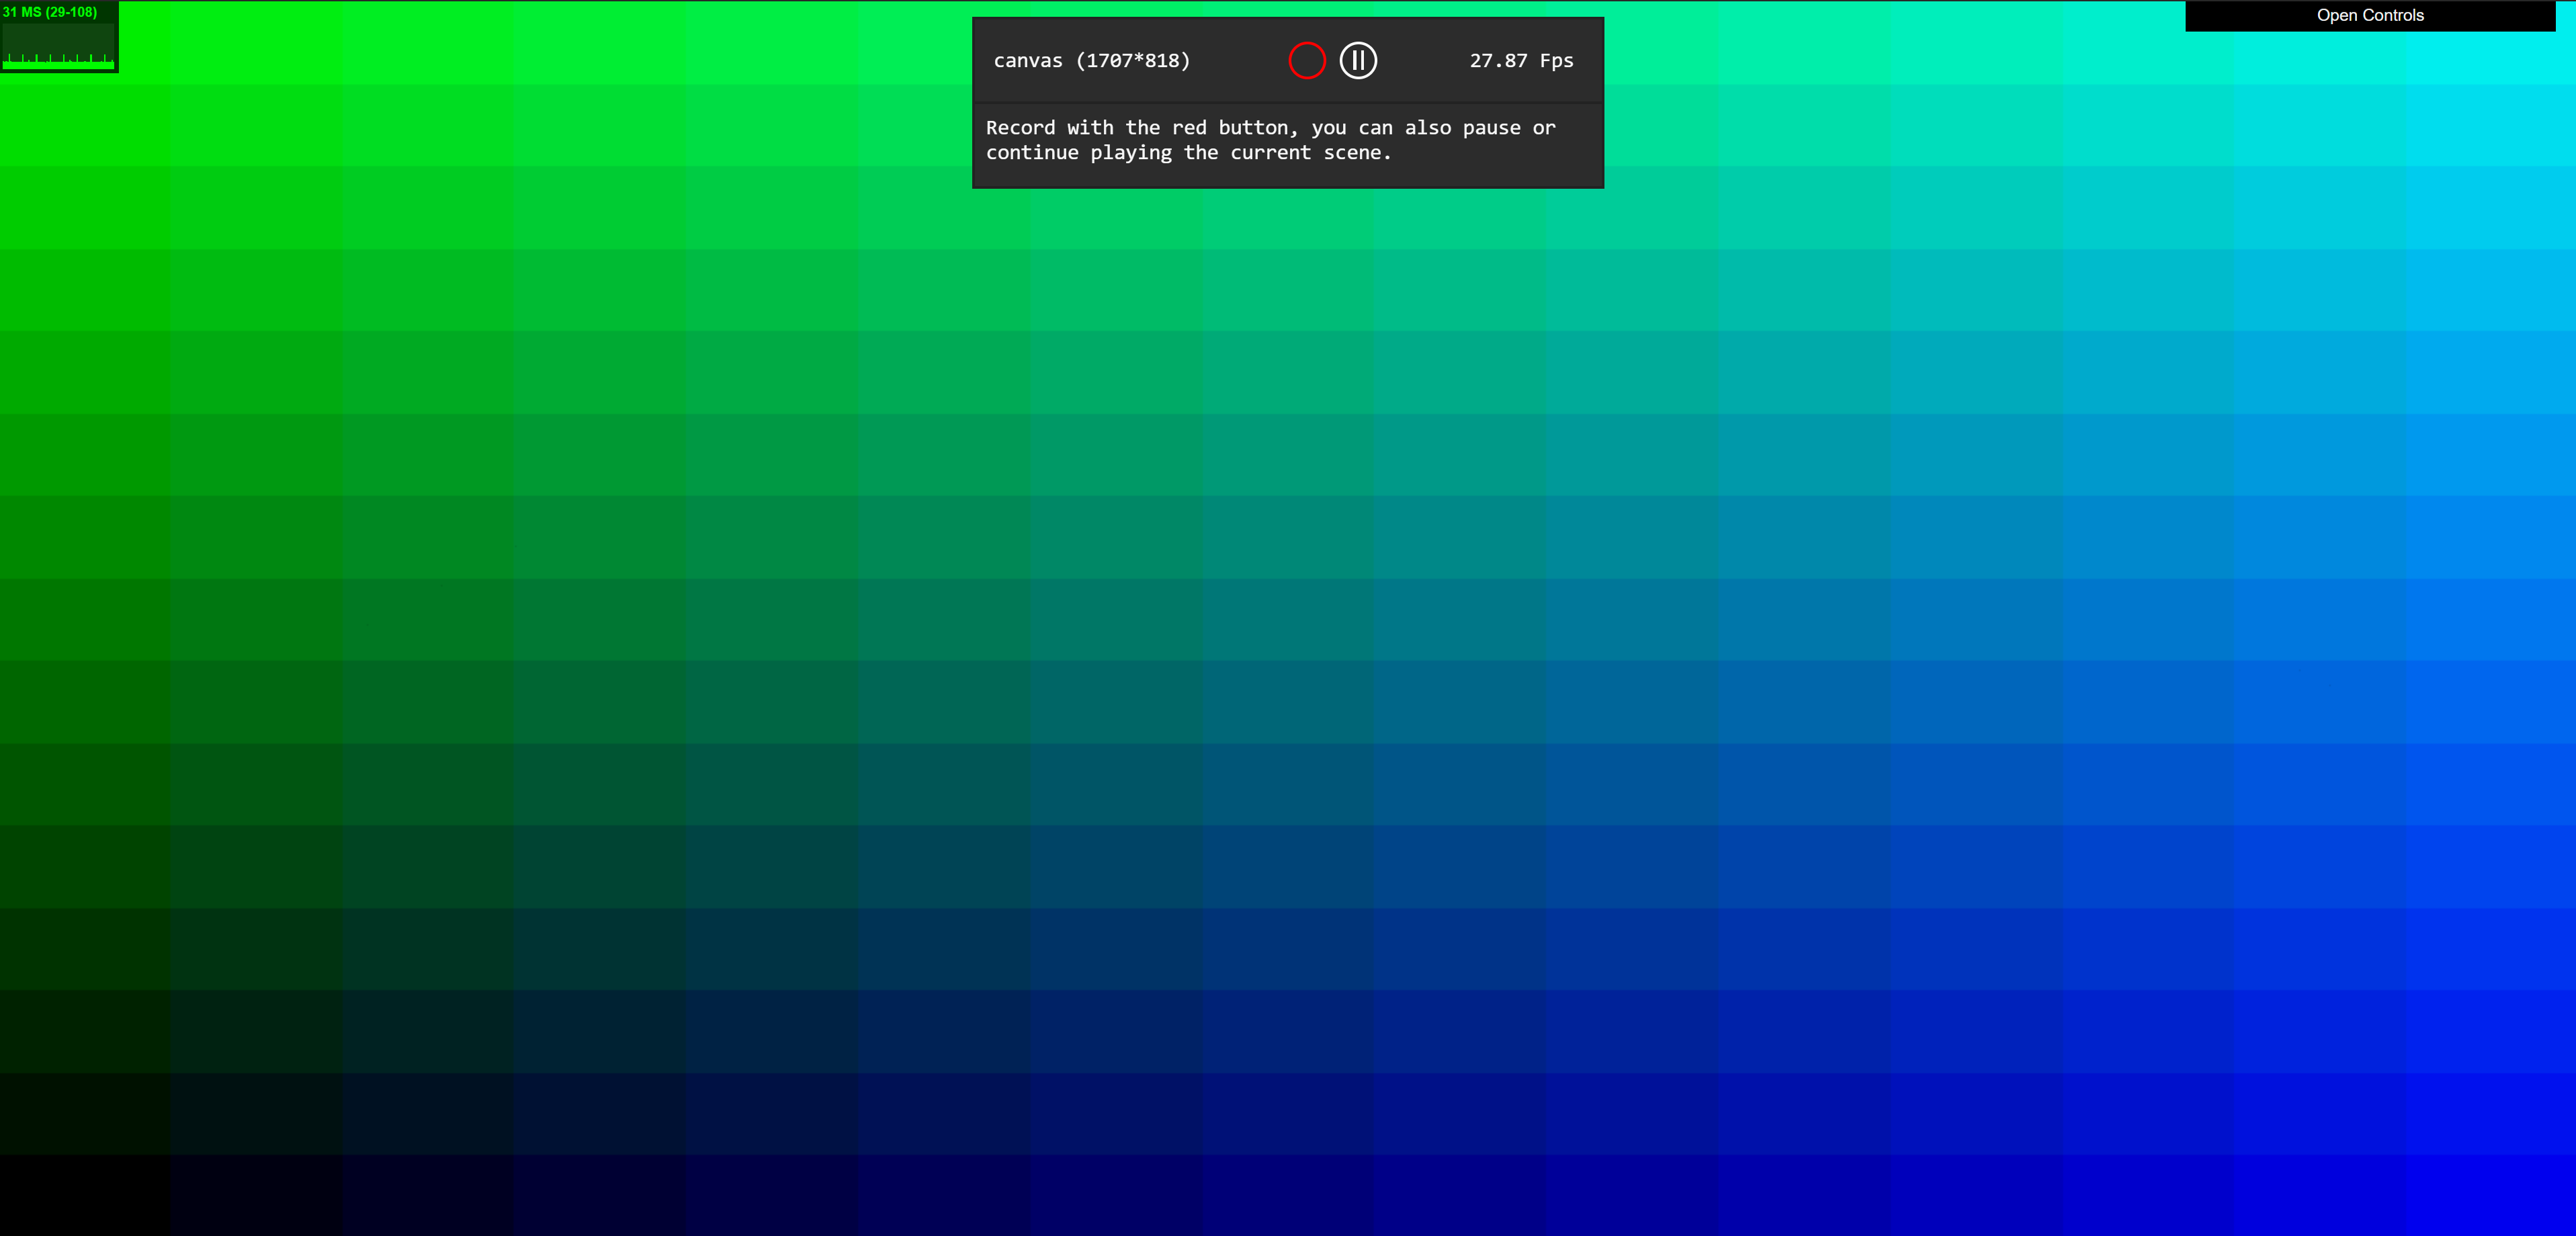 31 MS (29-108)
Open Controls
canvas (1707*818)
27.87 Fps
Record with the red button, you can also pause or
continue playing the current scene.